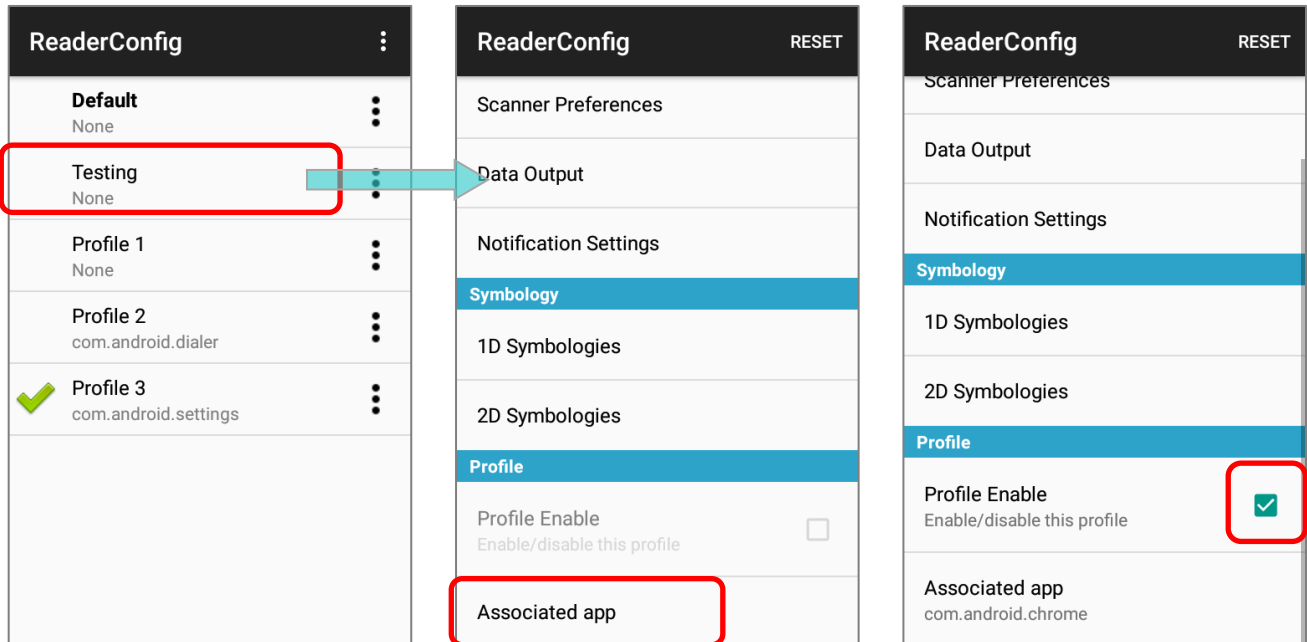 ReaderConfig
Default
None
Testing
None
Profile 1
None
Profile 2
com.android.dialer
Profile 3
com.android.settings
ReaderConfig RESET
Scanner Preferences
Data Output
Notification Settings
Symbology
1D Symbologies
2D Symbologies
Profile
Profile Enable
Enable/disable this profile
Associated app
ReaderConfig RESET
Scanner Preferences
Data Output
Notification Settings
Symbology
1D Symbologies
2D Symbologies
Profile
Profile Enable
Enable/disable this profile
Associated app
com.android.chrome